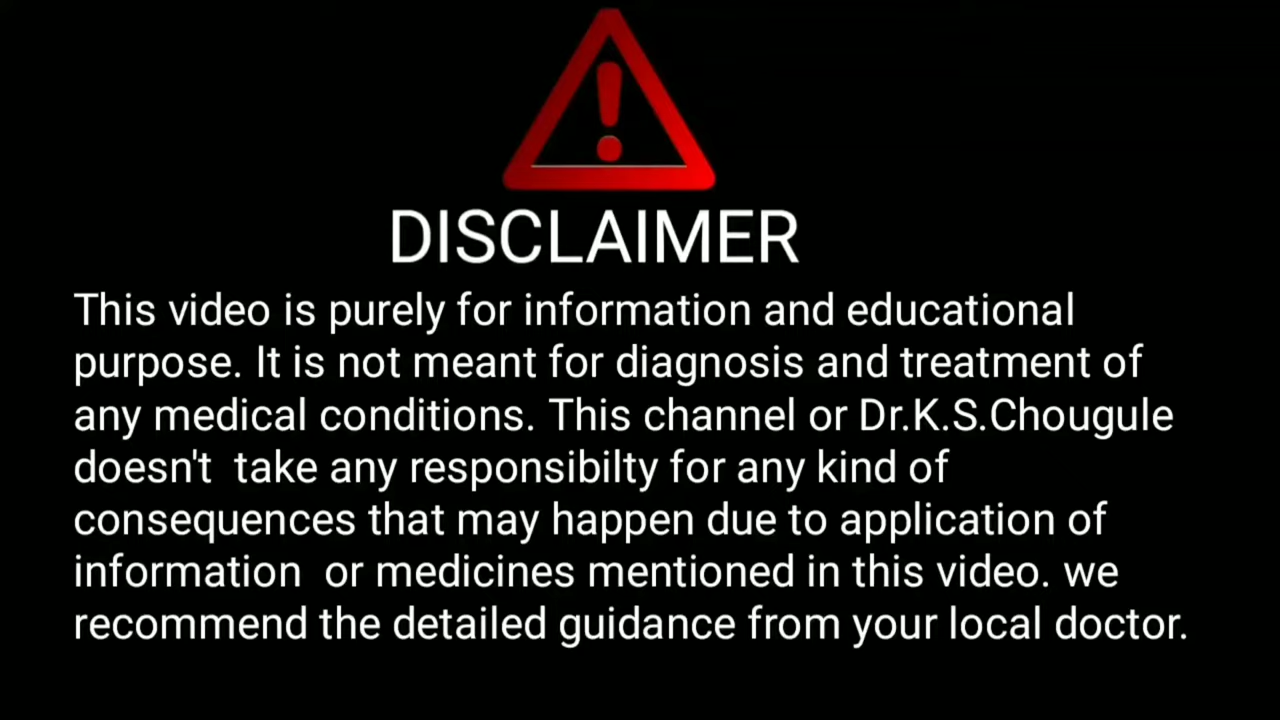 DISCLAIMER
This video is purely for information and educational
purpose. It is not meant for diagnosis and treatment of
any medical conditions. This channel or Dr.K.S.Chougule
doesn't  take any responsibilty for any kind of
consequences that may happen due to application of
information  or medicines mentioned in this video. we
recommend the detailed guidance from your local doctor.